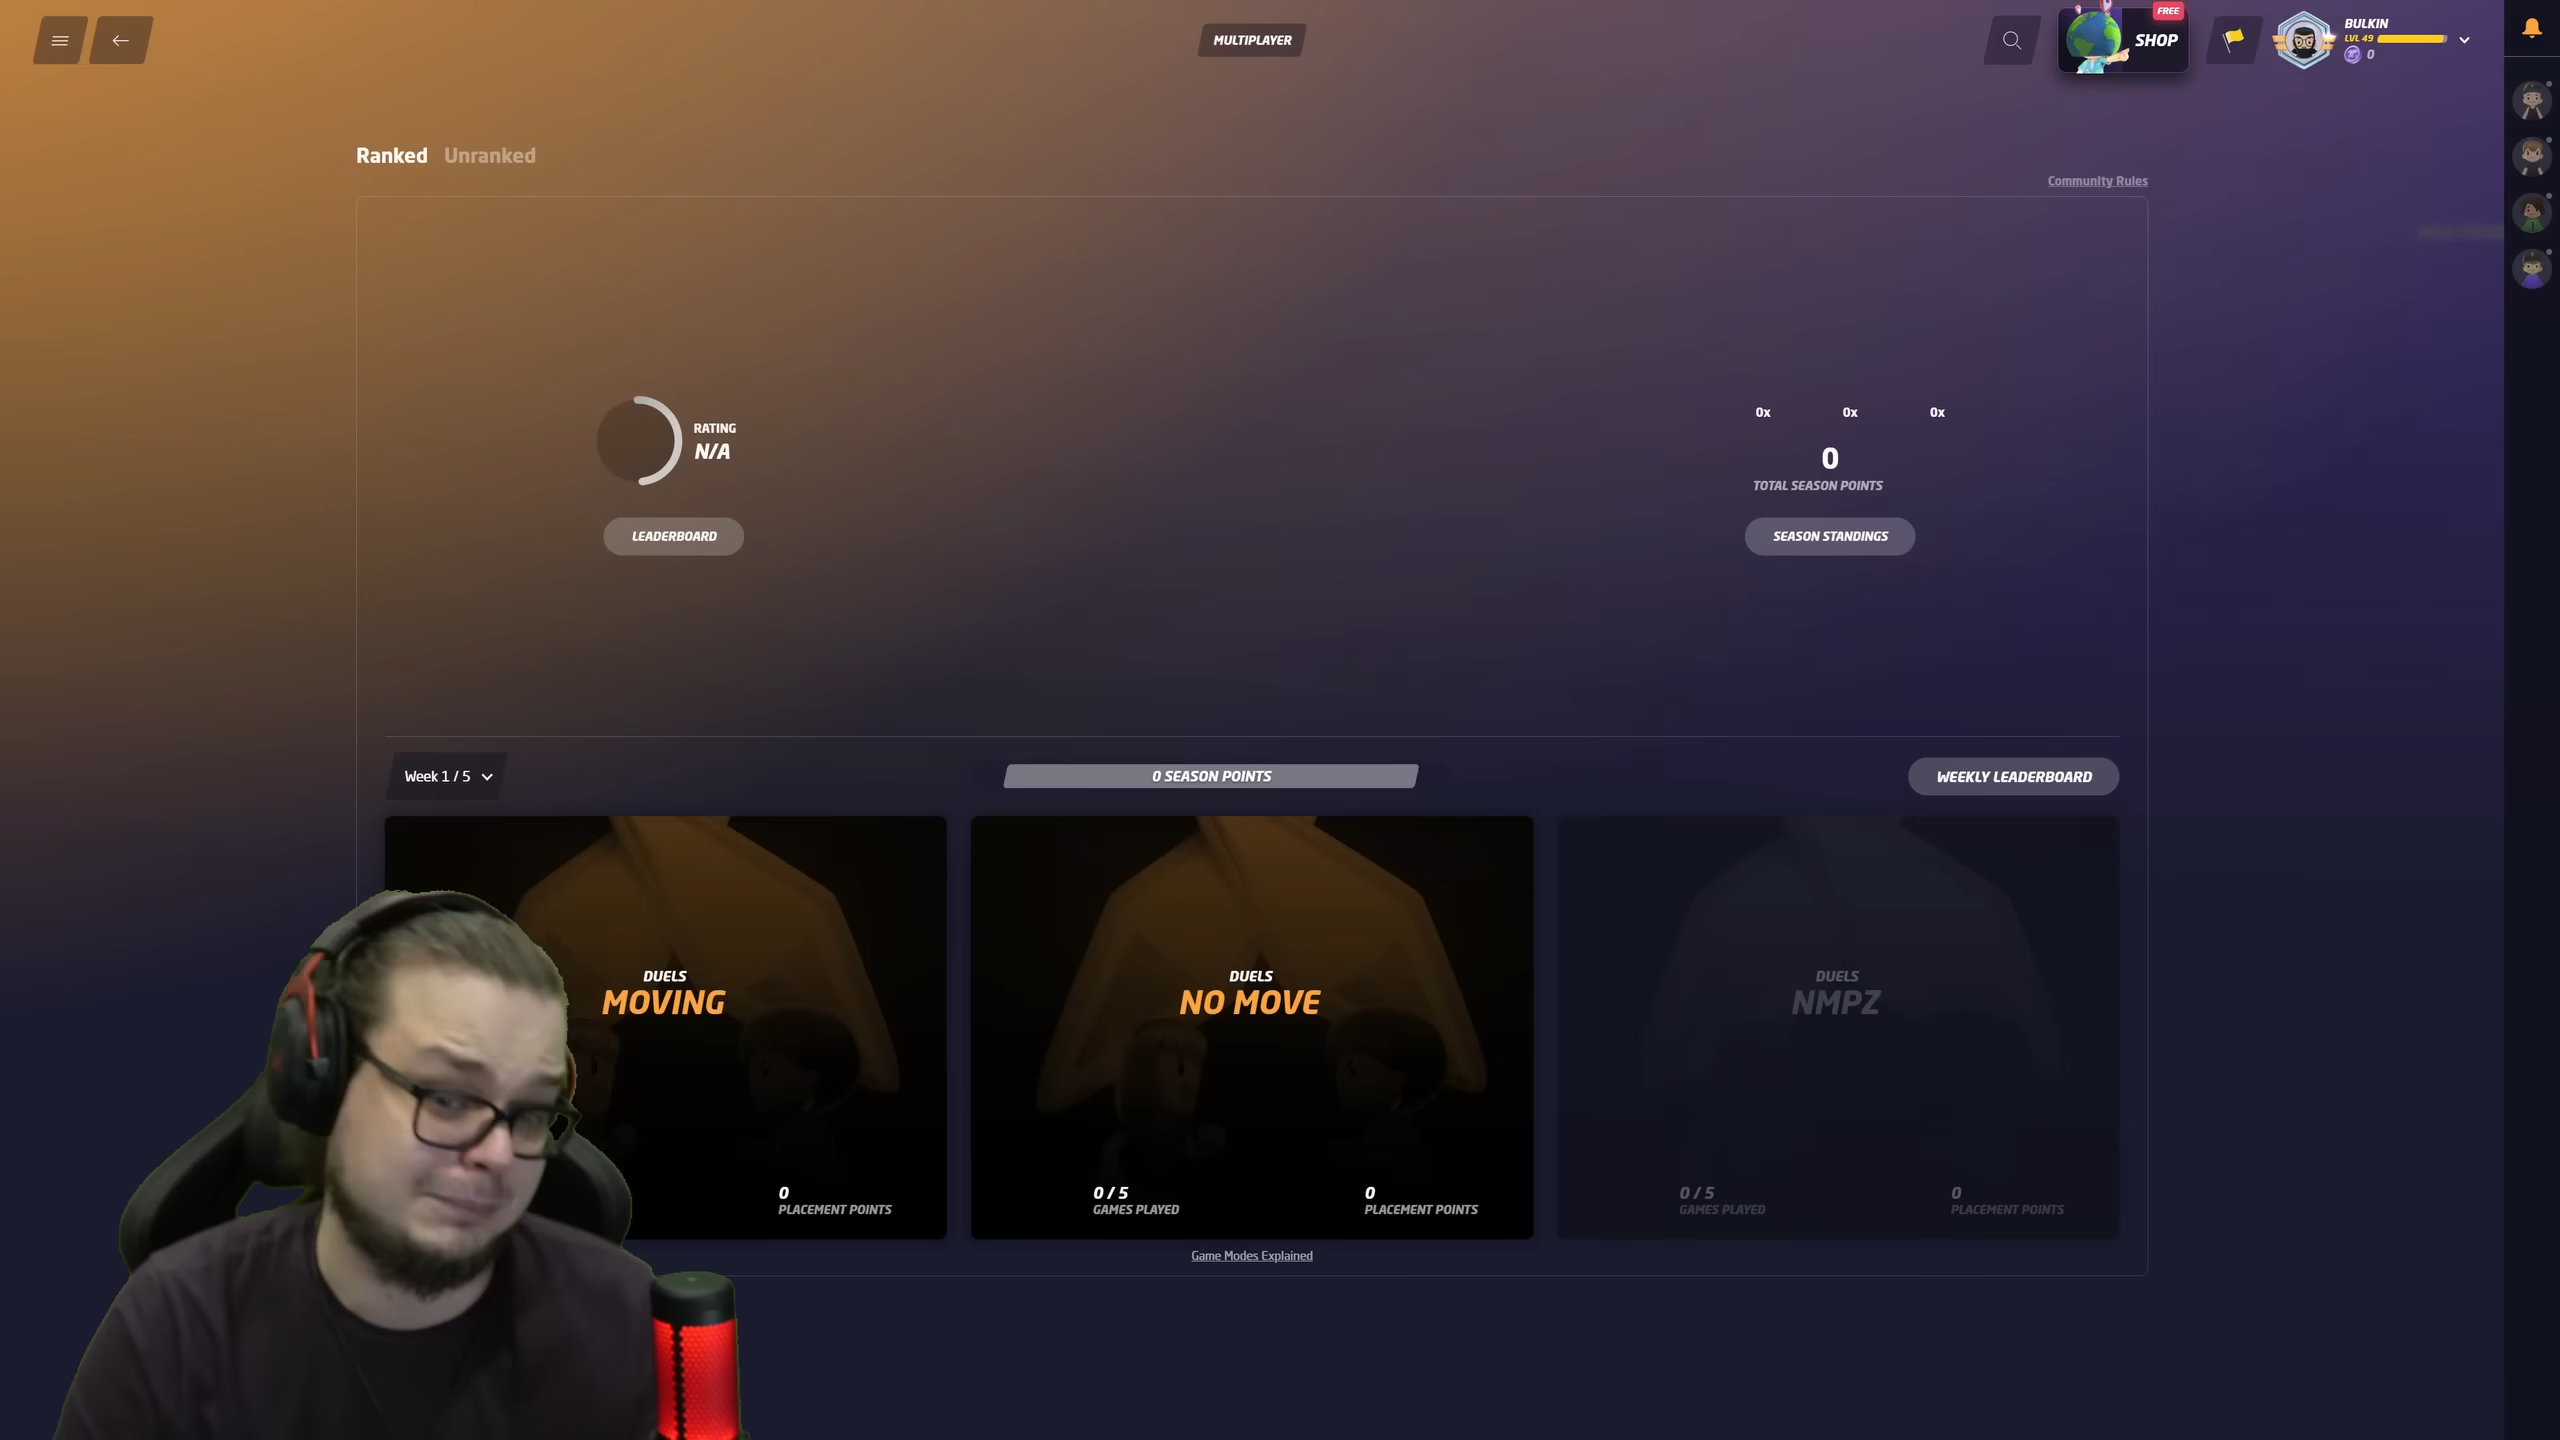 MULTIPLAYER
FREE
SHOP
BULKIN
LVL 49
0
Ranked Unranked
Community Rules
RATING
N/A
LEADERBOARD
0x 0x 0x
0
TOTAL SEASON POINTS
SEASON STANDINGS
Week 1 / 5
0 SEASON POINTS
WEEKLY LEADERBOARD
DUELS
MOVING
0
PLACEMENT POINTS
DUELS
NO MOVE
0 / 5
GAMES PLAYED
0
PLACEMENT POINTS
DUELS
NMPZ
0 / 5
GAMES PLAYED
0
PLACEMENT POINTS
Game Modes Explained